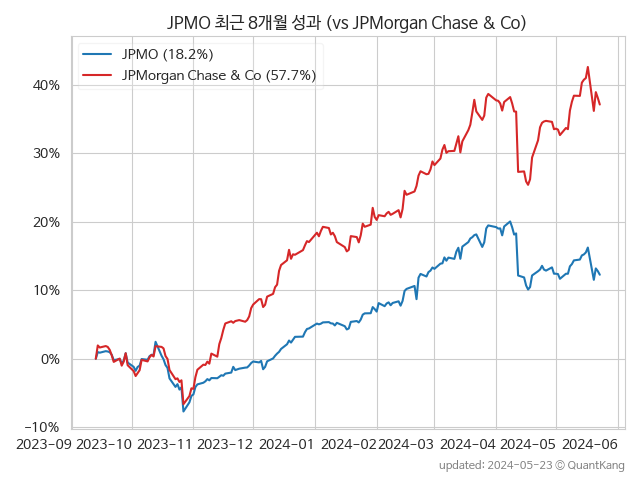 JPMO 최근 8개월 성과 (vs JPMorgan Chase & Co)
JPMO (18.2%)
JPMorgan Chase & Co (57.7%)
40%
30%
20%
10%
0%
−10%
2023−09 2023−10 2023−11 2023−12 2024−01 2024−02 2024−03 2024−04 2024−05 2024−06
updated: 2024-05-23 © QuantKang